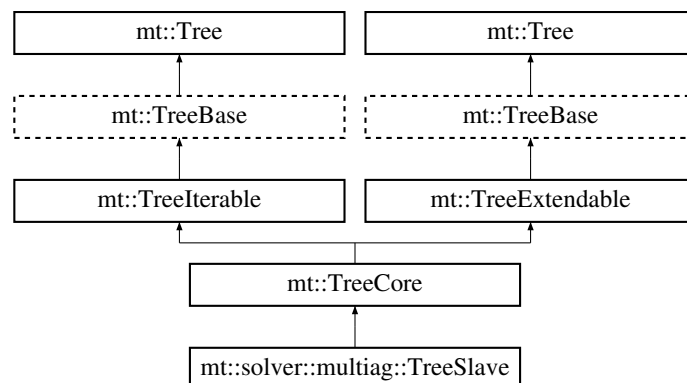 mt::Tree
mt::Tree
mt::TreeBase
mt::TreeBase
mt::TreeIterable
mt::TreeExtendable
mt::TreeCore
mt::solver::multiag::TreeSlave